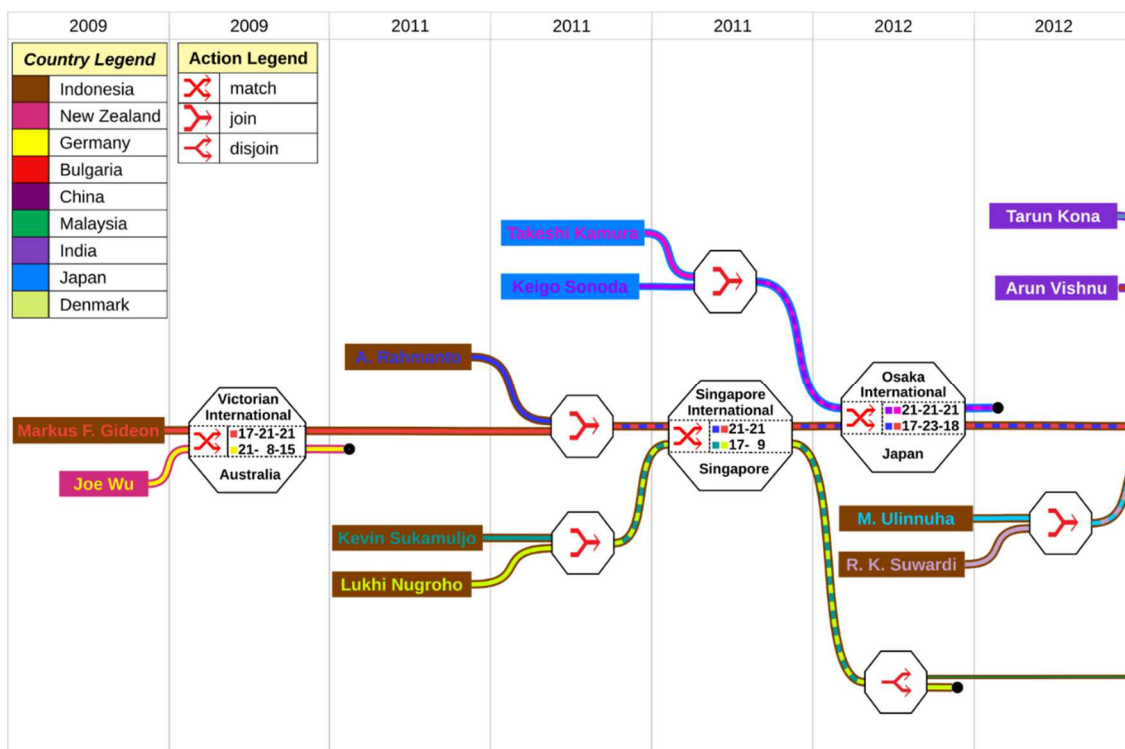 2009 2009 2011 2011 2011 2012 2012
Country Legend
Indonesia
New Zealand
Germany
Bulgaria
China
Malaysia
India
Japan
Denmark
Action Legend
match
join
disjoin
Takeshi Kamura
Keigo Sonoda
Tarun Kona
Arun Vishnu
A. Rahmanto
Markus F. Gideon
Joe Wu
Victorian
International
17-21-21
21- 8-15
Australia
Kevin Sukamuljo
Lukhi Nugroho
Singapore
International
21-21
17- 9
Singapore
Osaka
International
21-21-21
17-23-18
Japan
M. Ulinnuha
R. K. Suwardi